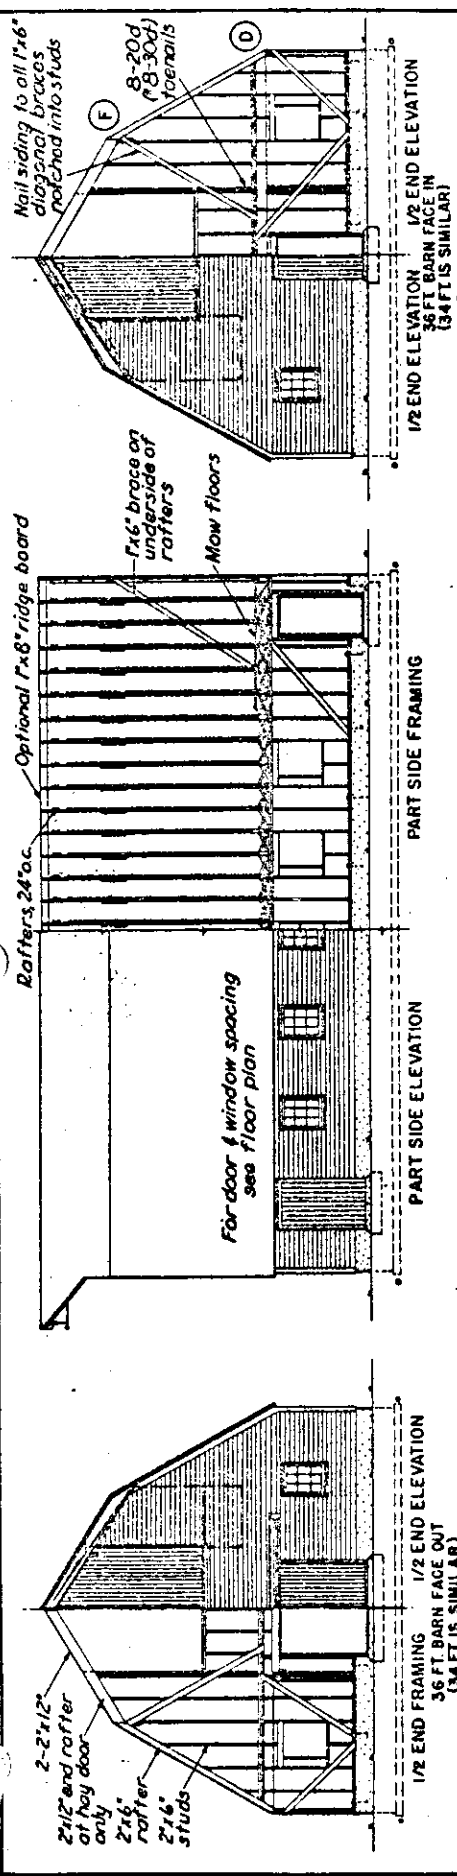 2-2"x12"
2"x12" end rafter
at hay door
only
2"x6"
rafter
2"x6"
studs
1/2 END FRAMING 1/2 END ELEVATION
36 FT. BARN FACE OUT
(34 FT IS SIMILAR)
Rafters, 24" o.c.
Optional 1"x8" ridge board
1"x6" brace on
underside of
rafters
Mow floors
For door & window spacing
see floor plan
PART SIDE ELEVATION
PART SIDE FRAMING
Nail siding to all 1"x6"
diagonal braces
notched into studs
F
8-20d
(*8-30d)
toenails
D
1/2 END ELEVATION 1/2 END ELEVATION
36 FT BARN FACE IN
(34 FT IS SIMILAR)